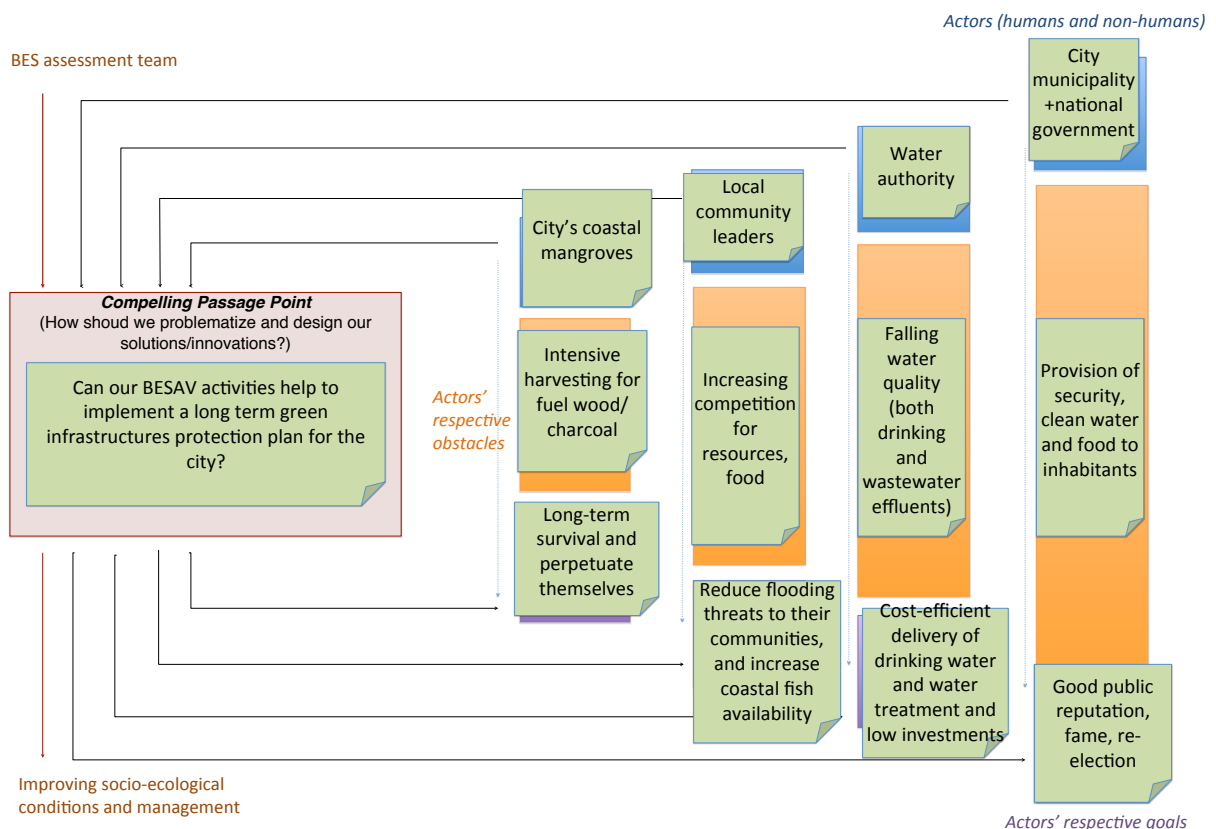 Actors (humans and non-humans)
BES assessment team
City
municipality
+national
government
Water
authority
Local
community
leaders
City's coastal
mangroves
Compelling Passage Point
(How shoud we problematize and design our
solutions/innovations?)
Can our BESAV activities help to
implement a long term green
infrastructures protection plan for the
city?
Actors'
respective
obstacles
Intensive
harvesting for
fuel wood/
charcoal
Increasing
competition
for
resources,
food
Falling
water
quality
(both
drinking
and
wastewater
effluents)
Provision of
security,
clean water
and food to
inhabitants
Long-term
survival and
perpetuate
themselves
Reduce flooding
threats to their
communities,
and increase
coastal fish
availability
Cost-efficient
delivery of
drinking water
and water
treatment and
low investments
Good public
reputation,
fame, re-
election
Improving socio-ecological
conditions and management
Actors' respective goals